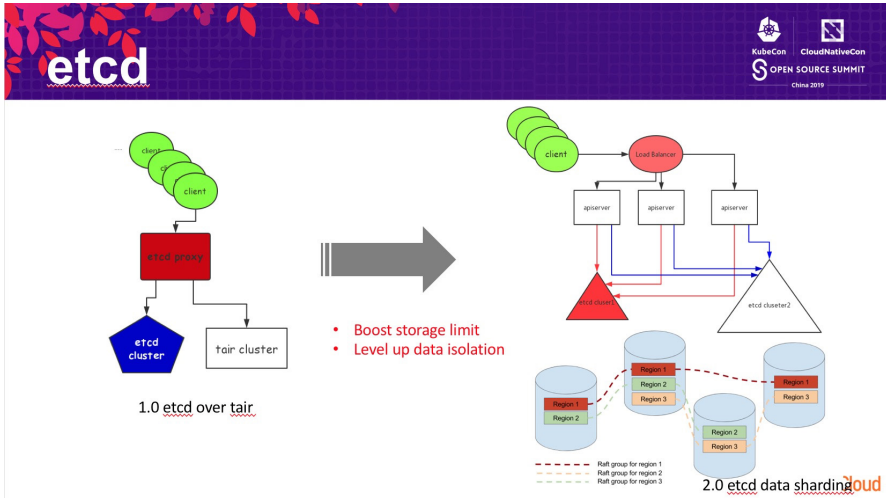 etcd
KubeCon
CloudNativeCon
OPEN SOURCE SUMMIT
China 2019
client
client
client
apiserver
apiserver
apiserver
Load Balancer
etcd proxy
etcd cluster1
etcd cluseter2
etcd
cluster
tair cluster
• Boost storage limit
• Level up data isolation
1.0 etcd over tair
Region 1
Region 2
Region 1
Region 2
Region 3
Region 2
Region 3
Region 1
Region 3
Raft group for region 1
Raft group for region 2
Raft group for region 3
2.0 etcd data sharding